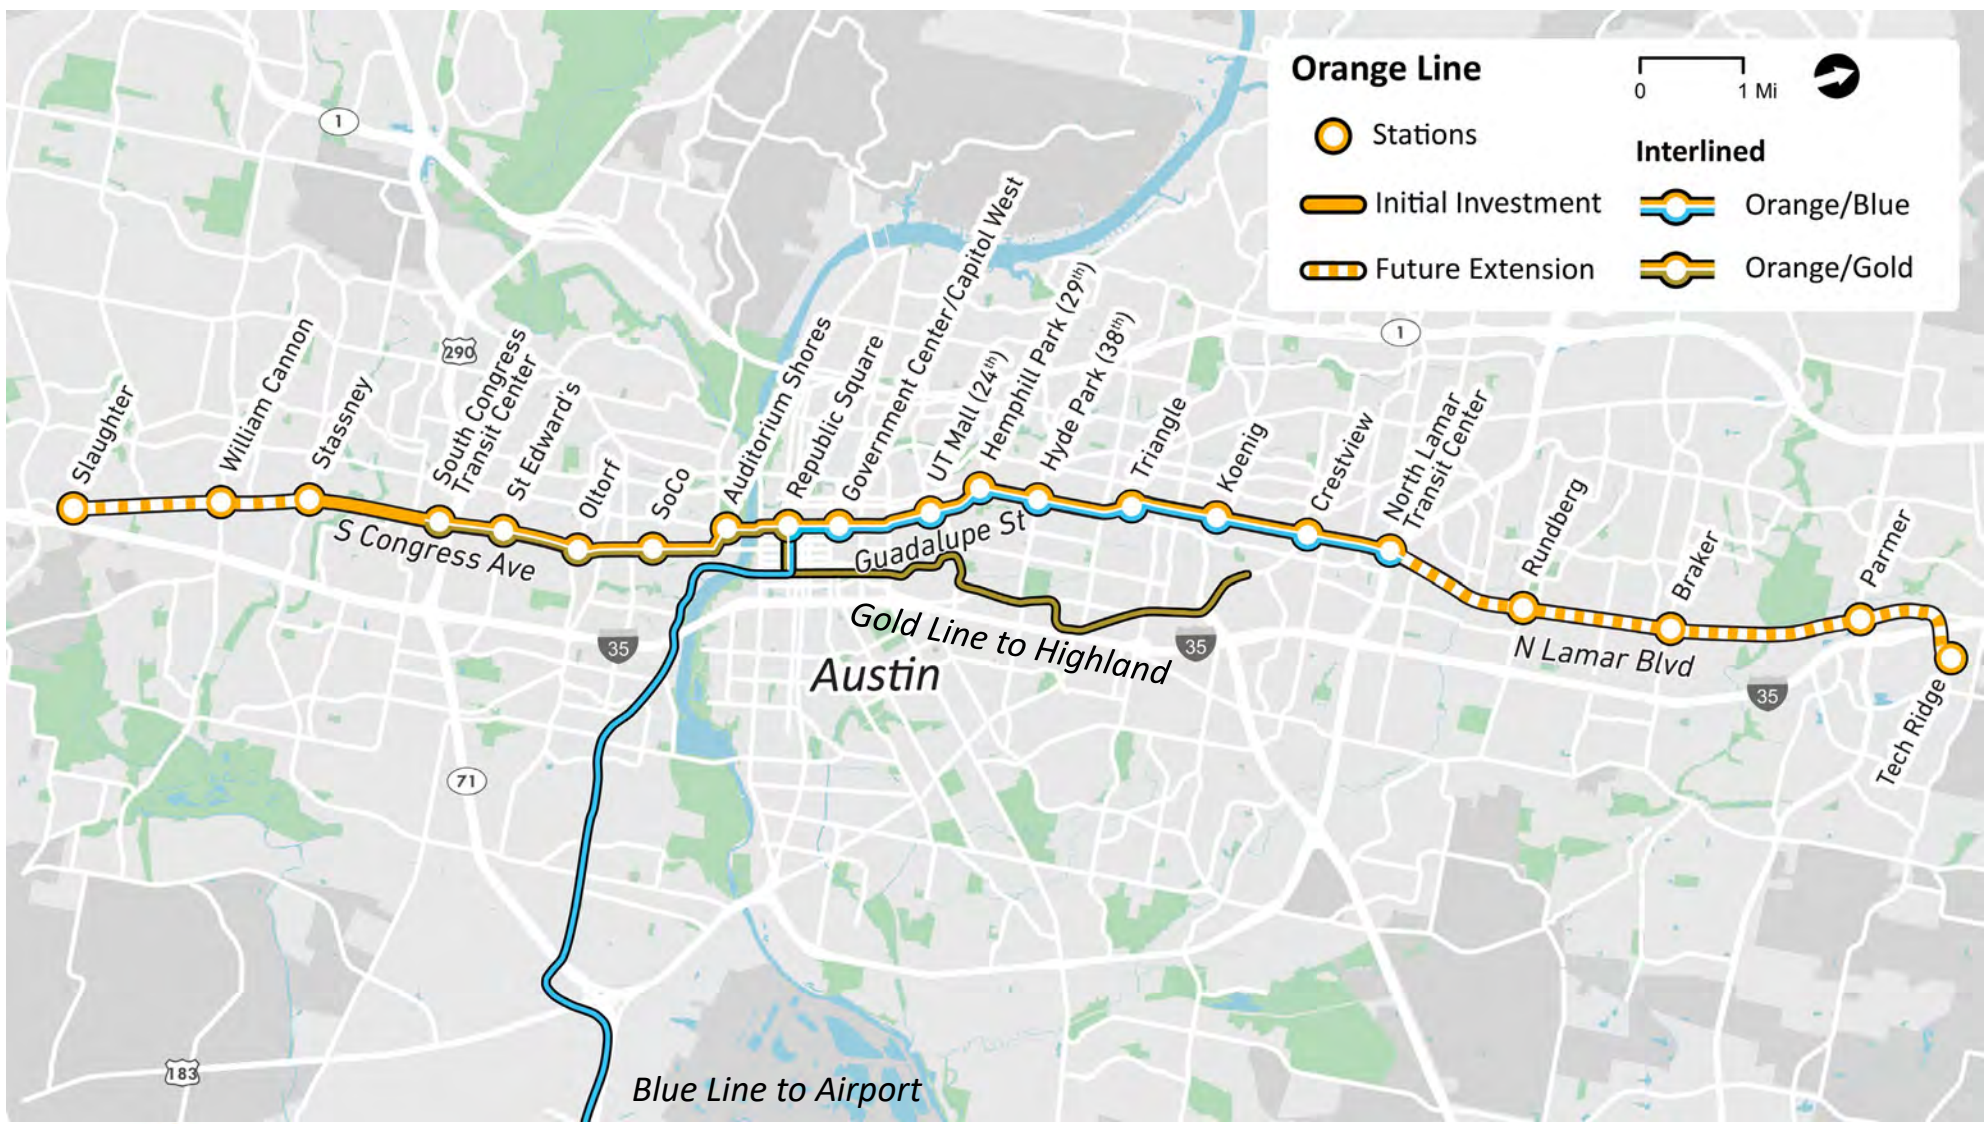 Orange Line
0 1 Mi
Stations
Initial Investment
Future Extension
Interlined
Orange/Blue
Orange/Gold
1
290
1
Slaughter
William Cannon
Stassney
South Congress
Transit Center
St Edward's
Oltorf
SoCo
Auditorium Shores
Republic Square
Government Center/Capitol West
UT Mall (24th)
Hemphill Park (29th)
Hyde Park (38th)
Triangle
Koenig
Crestview
North Lamar
Transit Center
Rundberg
Braker
Parmer
Tech Ridge
S Congress Ave
Guadalupe St
N Lamar Blvd
Gold Line to Highland
35
35
35
Austin
71
183
Blue Line to Airport